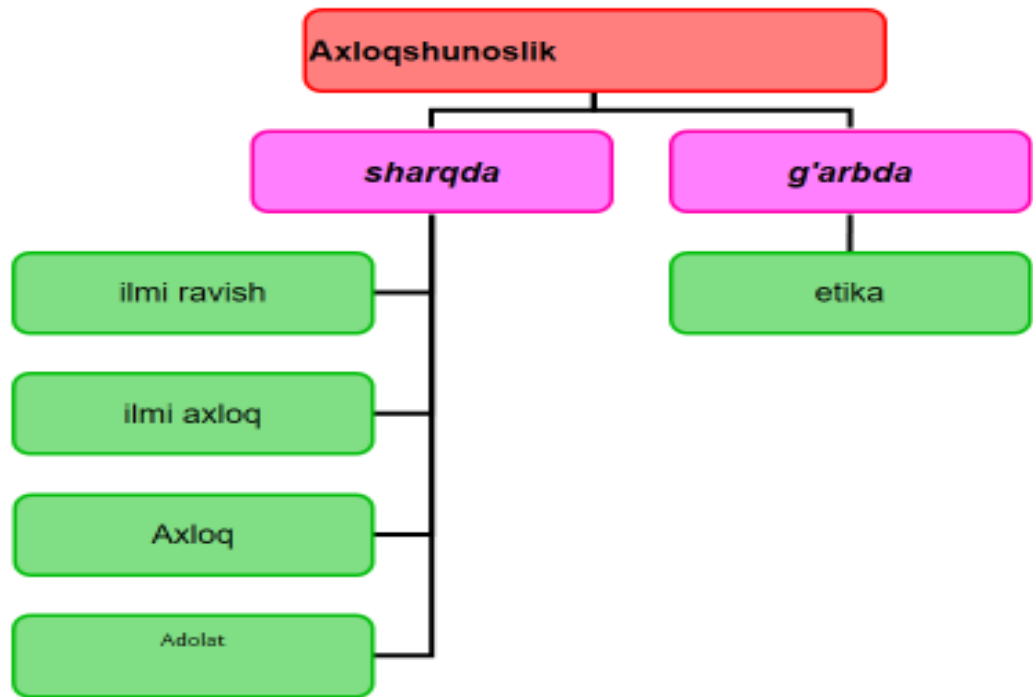 Axloqshunoslik
sharqda
g'arbda
ilmi ravish
etika
ilmi axloq
Axloq
Adolat